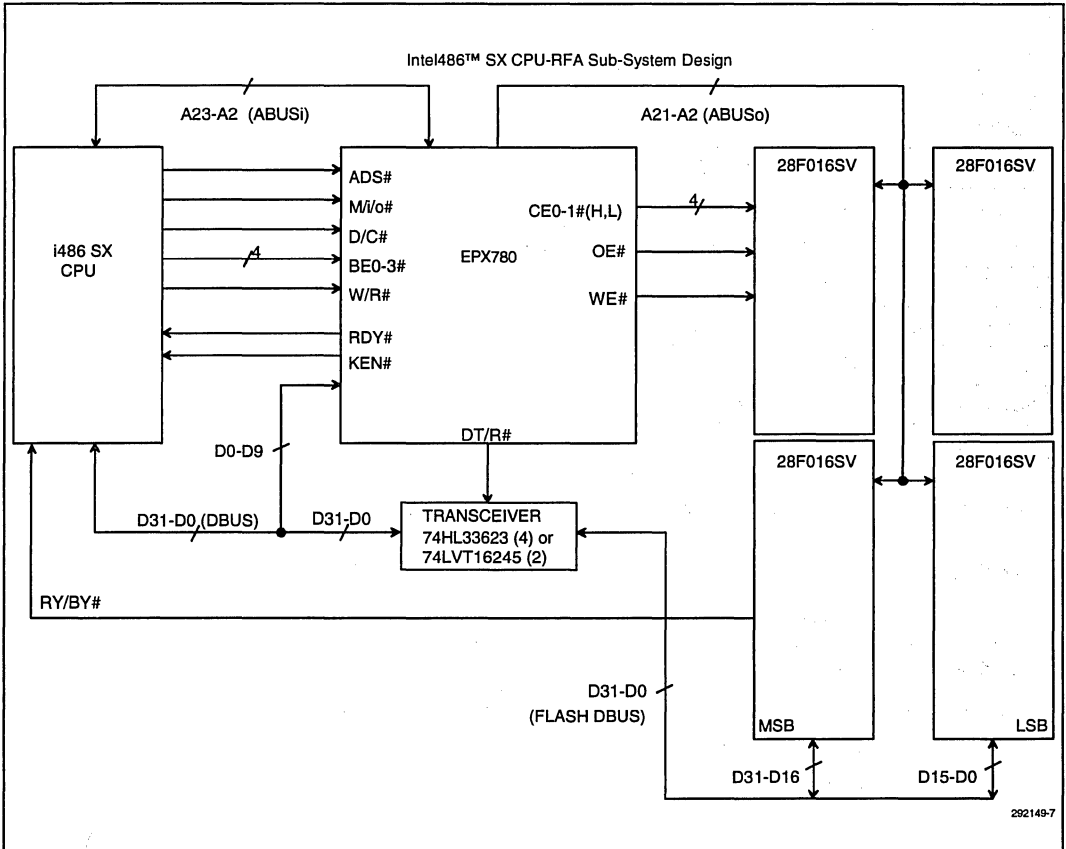 Intel486™ SX CPU-RFA Sub-System Design
A23-A2 (ABUSi)
A21-A2 (ABUSo)
i486 SX
CPU
ADS#
M/i/o#
D/C#
4
BE0-3#
W/R#
RDY#
KEN#
EPX780
CE0-1#(H,L)
4
OE#
WE#
DT/R#
28F016SV
28F016SV
28F016SV
28F016SV
D0-D9
D31-D0 (DBUS)
D31-D0
TRANSCEIVER
74HL33623 (4) or
74LVT16245 (2)
RY/BY#
D31-D0
(FLASH DBUS)
MSB
LSB
D31-D16
D15-D0
292149-7